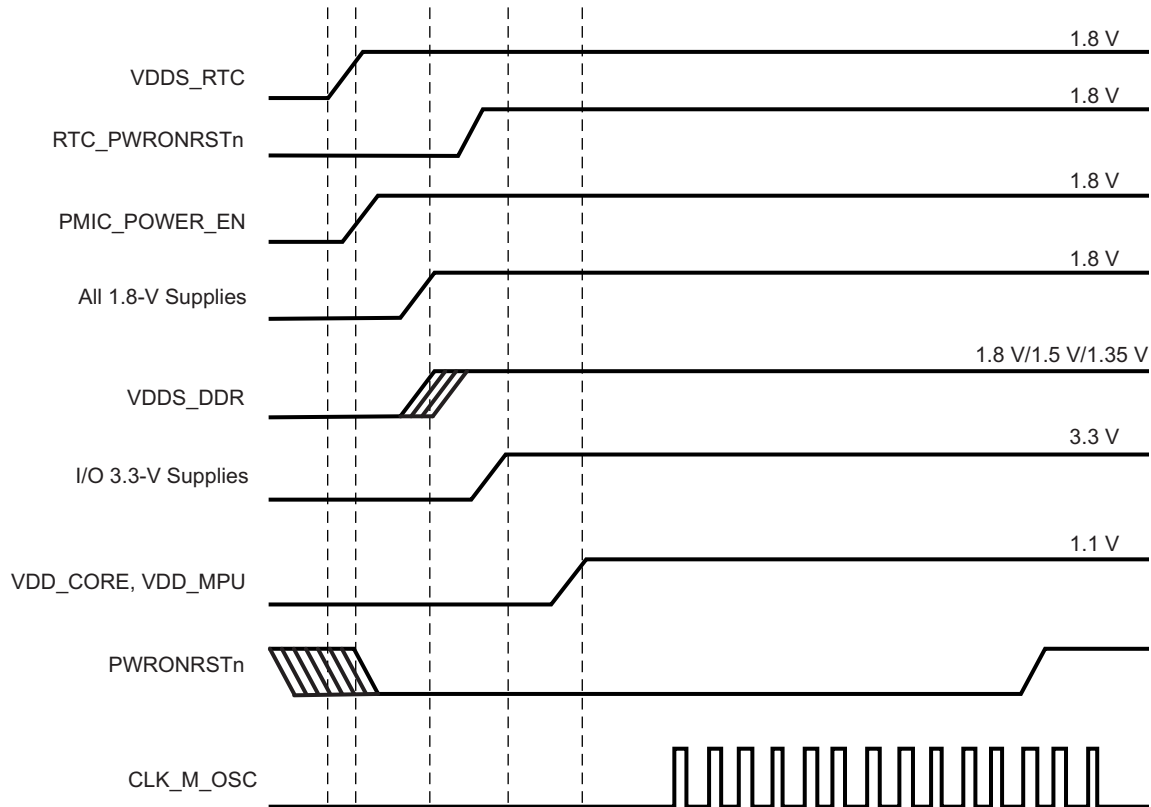 1.8 V
VDDS_RTC
1.8 V
RTC_PWRONRSTn
1.8 V
PMIC_POWER_EN
1.8 V
All 1.8-V Supplies
1.8 V/1.5 V/1.35 V
VDDS_DDR
3.3 V
I/O 3.3-V Supplies
1.1 V
VDD_CORE, VDD_MPU
PWRONRSTn
CLK_M_OSC